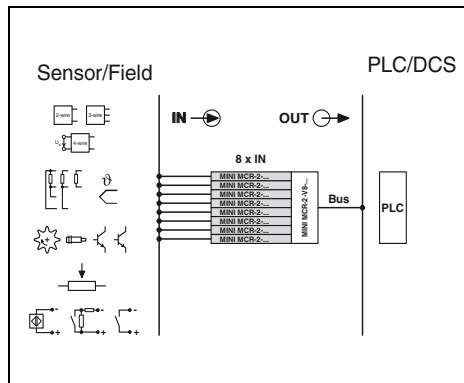 Sensor/Field
PLC/DCS
IN
OUT
2-wire
3-wire
4-wire
8 x IN
MINI MCR-2-...
MINI MCR-2-...
MINI MCR-2-...
MINI MCR-2-...
MINI MCR-2-...
MINI MCR-2-...
MINI MCR-2-...
MINI MCR-2-...
MINI MCR-2 -V8-...
Bus
PLC
ϑ
+
- 
+
-
+
-
+